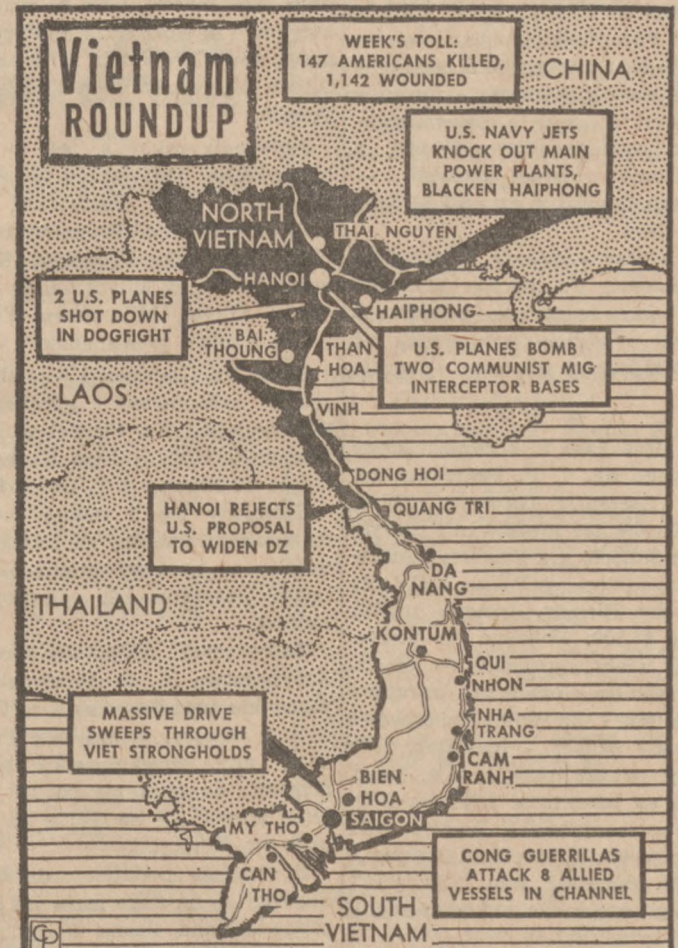 Vietnam
ROUNDUP
WEEK'S TOLL:
147 AMERICANS KILLED,
1,142 WOUNDED
CHINA
U.S. NAVY JETS
KNOCK OUT MAIN
POWER PLANTS,
BLACKEN HAIPHONG
NORTH
VIETNAM
THAI NGUYEN
HANOI
2 U.S. PLANES
SHOT DOWN
IN DOGFIGHT
HAIPHONG
BAI
THOUNG
THAN
HOA
U.S. PLANES BOMB
TWO COMMUNIST MIG
INTERCEPTOR BASES
LAOS
VINH
DONG HOI
HANOI REJECTS
U.S. PROPOSAL
TO WIDEN DZ
QUANG TRI
DA
NANG
THAILAND
KONTUM
QUI
NHON
MASSIVE DRIVE
SWEEPS THROUGH
VIET STRONGHOLDS
NHA
TRANG
CAM
RANH
BIEN
HOA
SAIGON
MY THO
CAN
THO
CONG GUERRILLAS
ATTACK 8 ALLIED
VESSELS IN CHANNEL
SOUTH
VIETNAM
CP